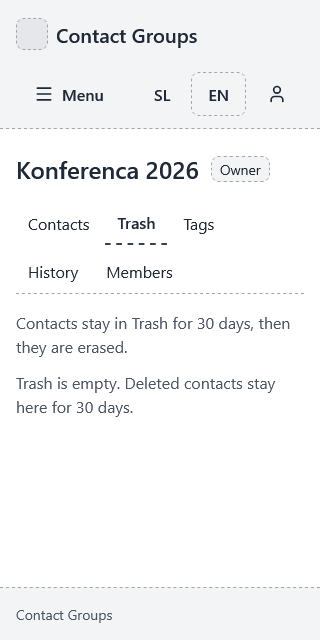 Contact Groups
Menu SL EN
Konferenca 2026 Owner
Contacts Trash Tags
History Members
Contacts stay in Trash for 30 days, then
they are erased.
Trash is empty. Deleted contacts stay
here for 30 days.
Contact Groups